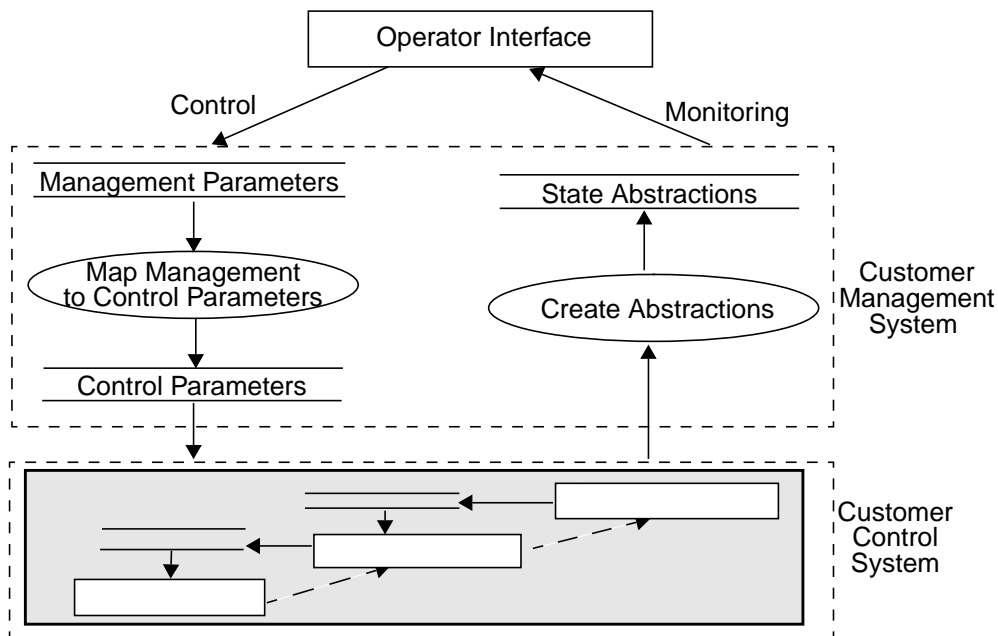 Operator Interface
Control
Monitoring
Management Parameters
State Abstractions
Map Management
to Control Parameters
Create Abstractions
Customer
Management
System
Control Parameters
Customer
Control
System